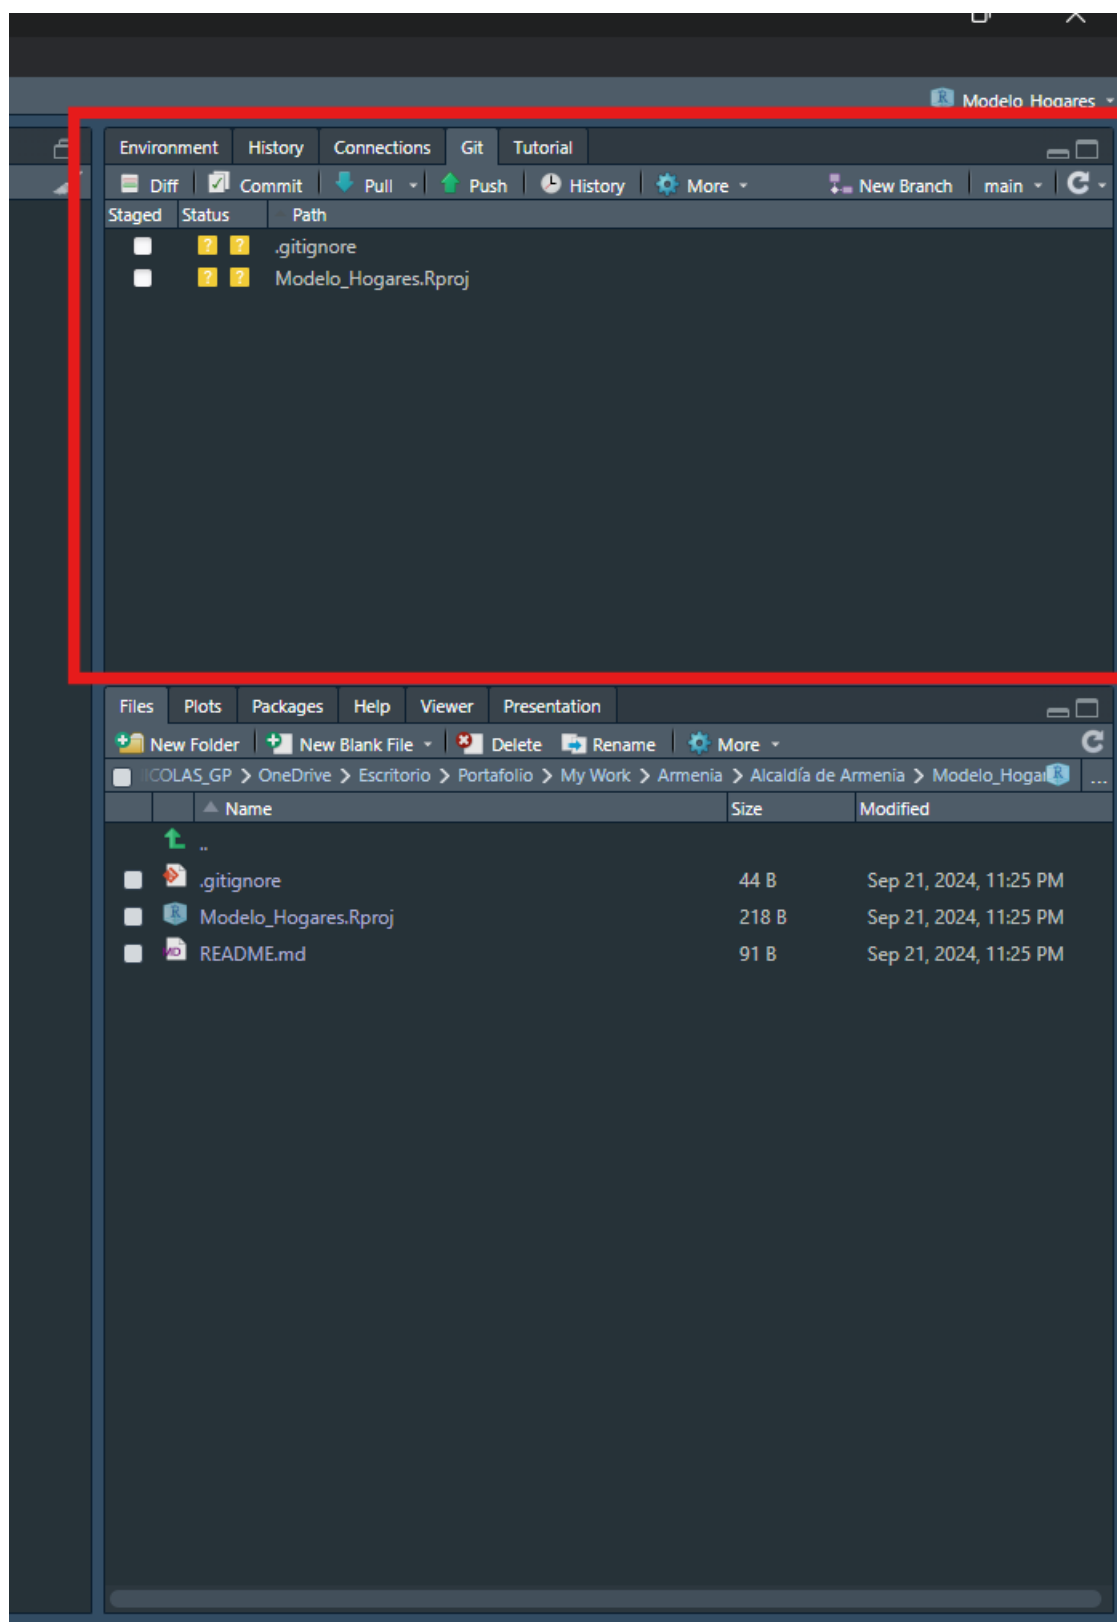 Modelo_Hogares
Environment History Connections Git Tutorial
Diff Commit Pull Push History More New Branch main
Staged Status Path
? ? .gitignore
? ? Modelo_Hogares.Rproj
Files Plots Packages Help Viewer Presentation
New Folder New Blank File Delete Rename More
ICOLAS_GP > OneDrive > Escritorio > Portafolio > My Work > Armenia > Alcaldía de Armenia > Modelo_Hogar ...
Name Size Modified
..
.gitignore 44 B Sep 21, 2024, 11:25 PM
Modelo_Hogares.Rproj 218 B Sep 21, 2024, 11:25 PM
README.md 91 B Sep 21, 2024, 11:25 PM